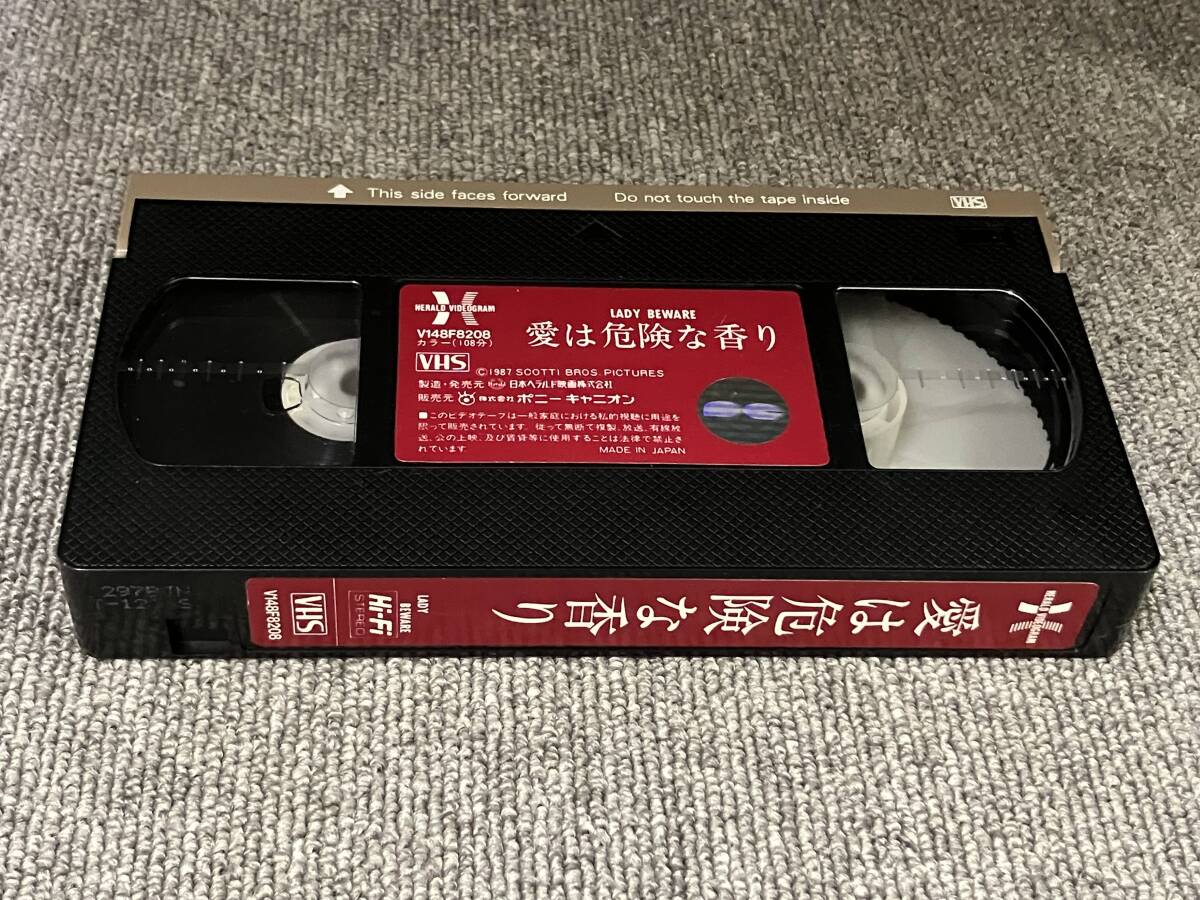 This side faces forward Do not touch the tape inside VHS
HERALD VIDEOGRAM
V148F8208
カラー(108分)
VHS
LADY BEWARE
愛は危険な香り
©1987 SCOTTI BROS. PICTURES
製造・発売元 日本ヘラルド映画株式会社
販売元 株式会社 ポニー キャニオン
■このビデオテープは一般家庭における私的視聴に用途を
限って販売されています。従って無断で複製、放送、有線放
送、公の上映、及び賃貸等に使用することは法律で禁止さ
れています。
MADE IN JAPAN
HERALD VIDEOGRAM
愛は危険な香り
LADY
BEWARE
Hi-Fi
STEREO
VHS
V148F8208